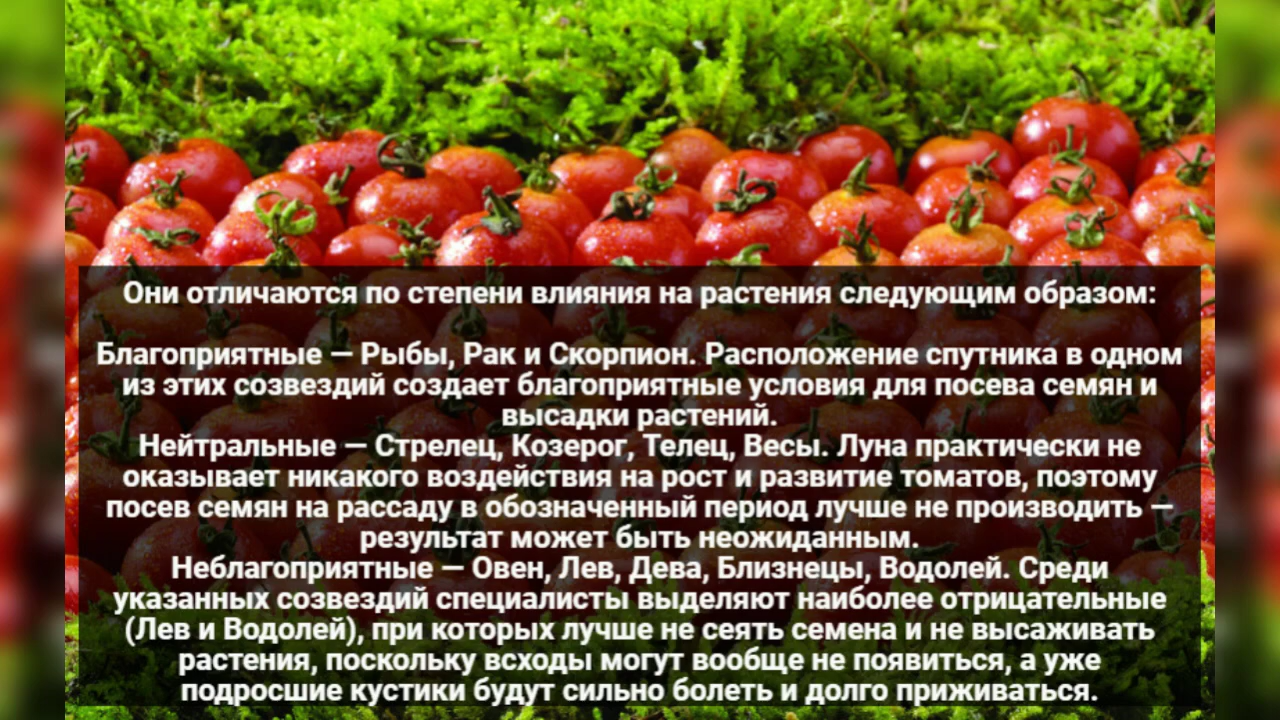 Они отличаются по степени влияния на растения следующим образом:
Благоприятные — Рыбы, Рак и Скорпион. Расположение спутника в одном
из этих созвездий создает благоприятные условия для посева семян и
высадки растений.
Нейтральные — Стрелец, Козерог, Телец, Весы. Луна практически не
оказывает никакого воздействия на рост и развитие томатов, поэтому
посев семян на рассаду в обозначенный период лучше не производить —
результат может быть неожиданным.
Неблагоприятные — Овен, Лев, Дева, Близнецы, Водолей. Среди
указанных созвездий специалисты выделяют наиболее отрицательные
(Лев и Водолей), при которых лучше не сеять семена и не высаживать
растения, поскольку всходы могут вообще не появиться, а уже
подросшие кустики будут сильно болеть и долго приживаться.